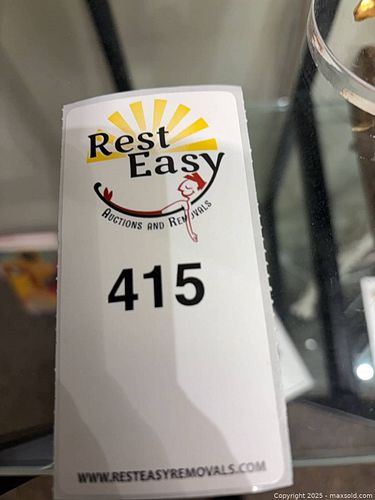 Rest
Easy
AUCTIONS AND REMOVALS
415
WWW.RESTEASYREMOVALS.COM
Copyright 2025 - maxsold.com